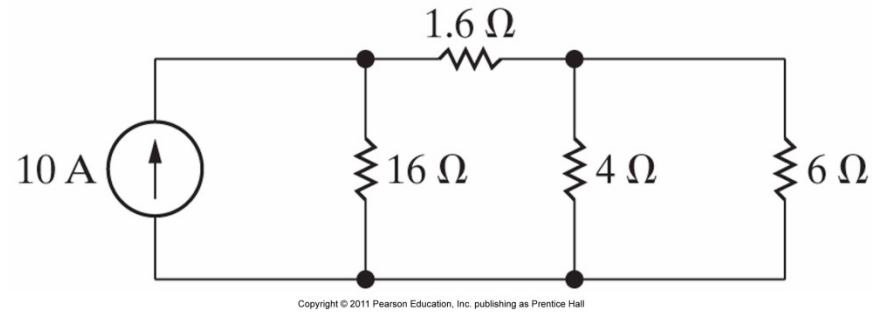 1.6 Ω
10 A
16 Ω
4 Ω
6 Ω
Copyright © 2011 Pearson Education, Inc. publishing as Prentice Hall